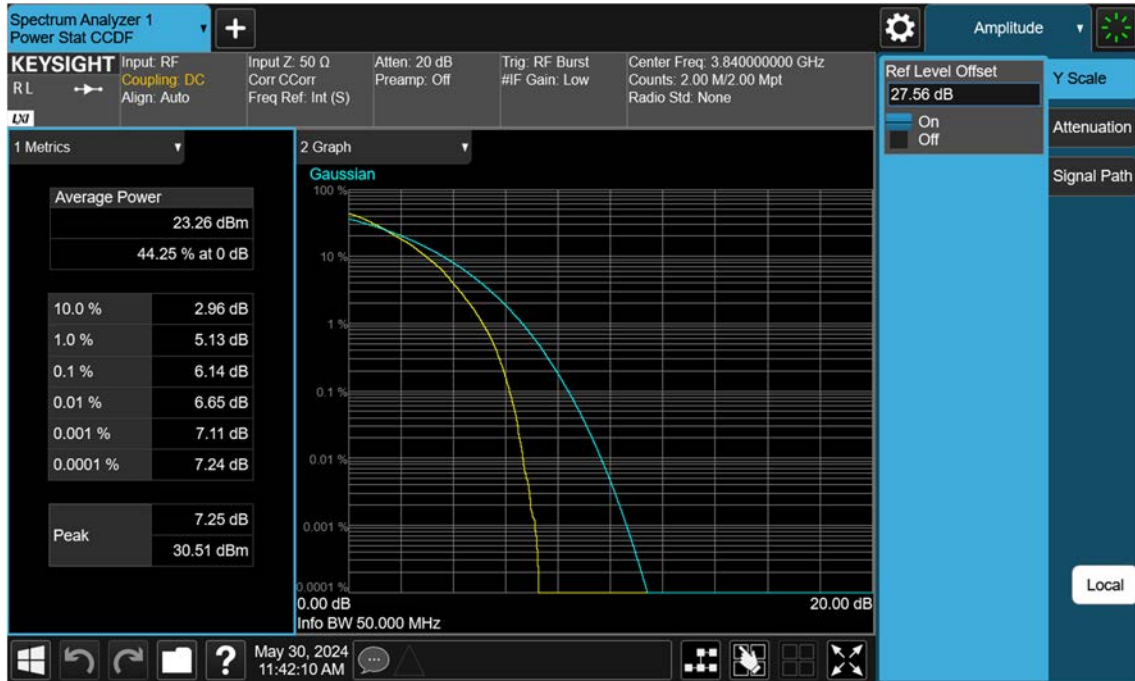 Spectrum Analyzer 1
Power Stat CCDF
+
Amplitude
KEYSIGHT
RL
LXI
Input: RF
Coupling: DC
Align: Auto
Input Z: 50 Ω
Corr CCorr
Freq Ref: Int (S)
Atten: 20 dB
Preamp: Off
Trig: RF Burst
#IF Gain: Low
Center Freq: 3.840000000 GHz
Counts: 2.00 M/2.00 Mpt
Radio Std: None
Ref Level Offset
27.56 dB
On
Off
Y Scale
Attenuation
Signal Path
1 Metrics
Average Power
23.26 dBm
44.25 % at 0 dB
10.0 % 2.96 dB
1.0 % 5.13 dB
0.1 % 6.14 dB
0.01 % 6.65 dB
0.001 % 7.11 dB
0.0001 % 7.24 dB
Peak
7.25 dB
30.51 dBm
2 Graph
Gaussian
100 %
10 %
1 %
0.1 %
0.01 %
0.001 %
0.0001 %
0.00 dB 20.00 dB
Info BW 50.000 MHz
Local
?
May 30, 2024
11:42:10 AM